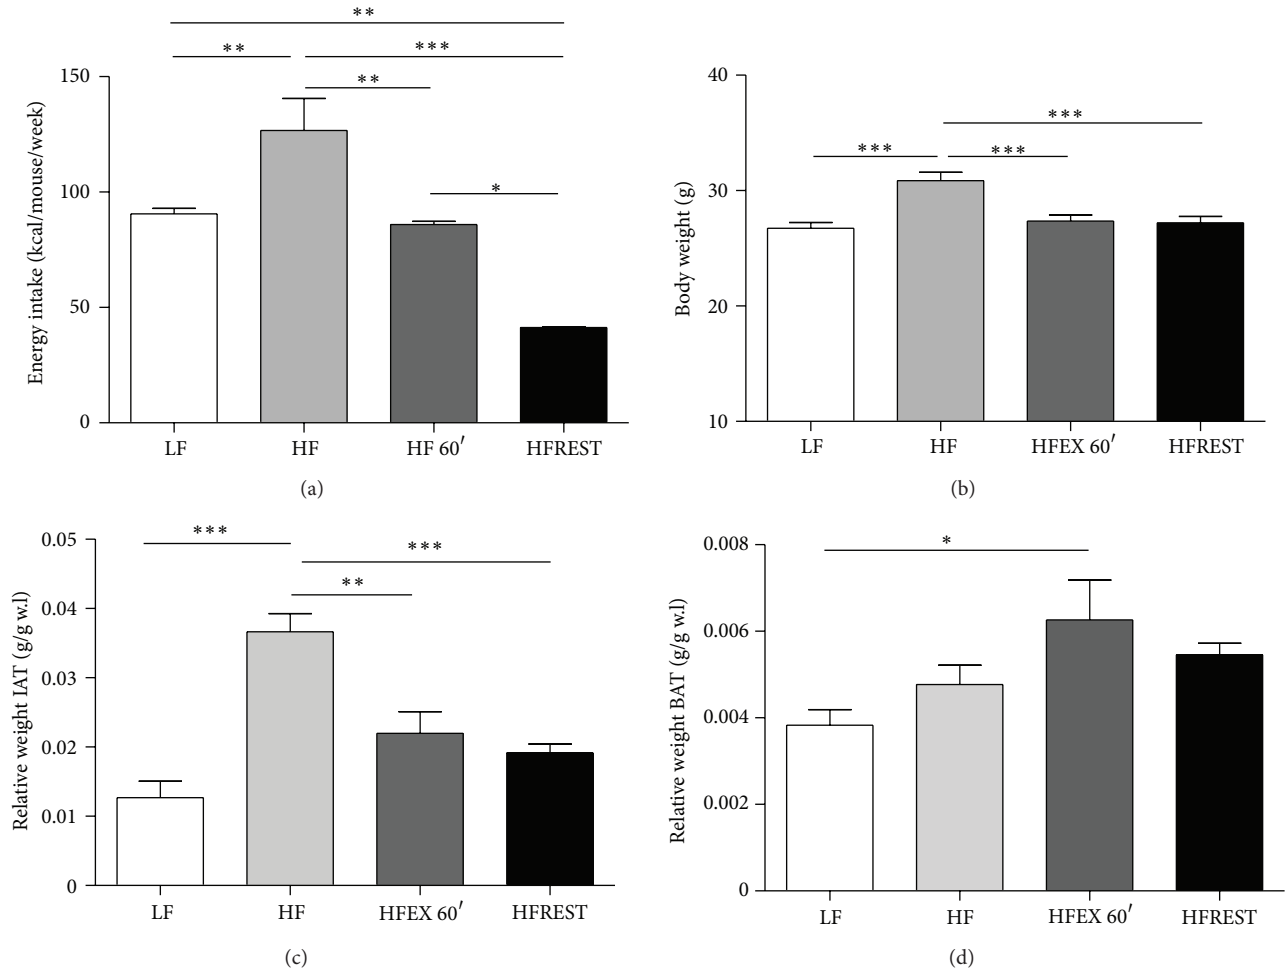 **
** ***
**
*
150
100
50
0
Energy intake (kcal/mouse/week)
LF HF HF 60′ HFREST
(a)
***
*** ***
40
30
20
10
Body weight (g)
LF HF HFEX 60′ HFREST
(b)
***
***
**
0.05
0.04
0.03
0.02
0.01
0
Relative weight IAT (g/g w.l)
LF HF HFEX 60′ HFREST
(c)
*
0.008
0.006
0.004
0.002
0
Relative weight BAT (g/g w.l)
LF HF HFEX 60′ HFREST
(d)